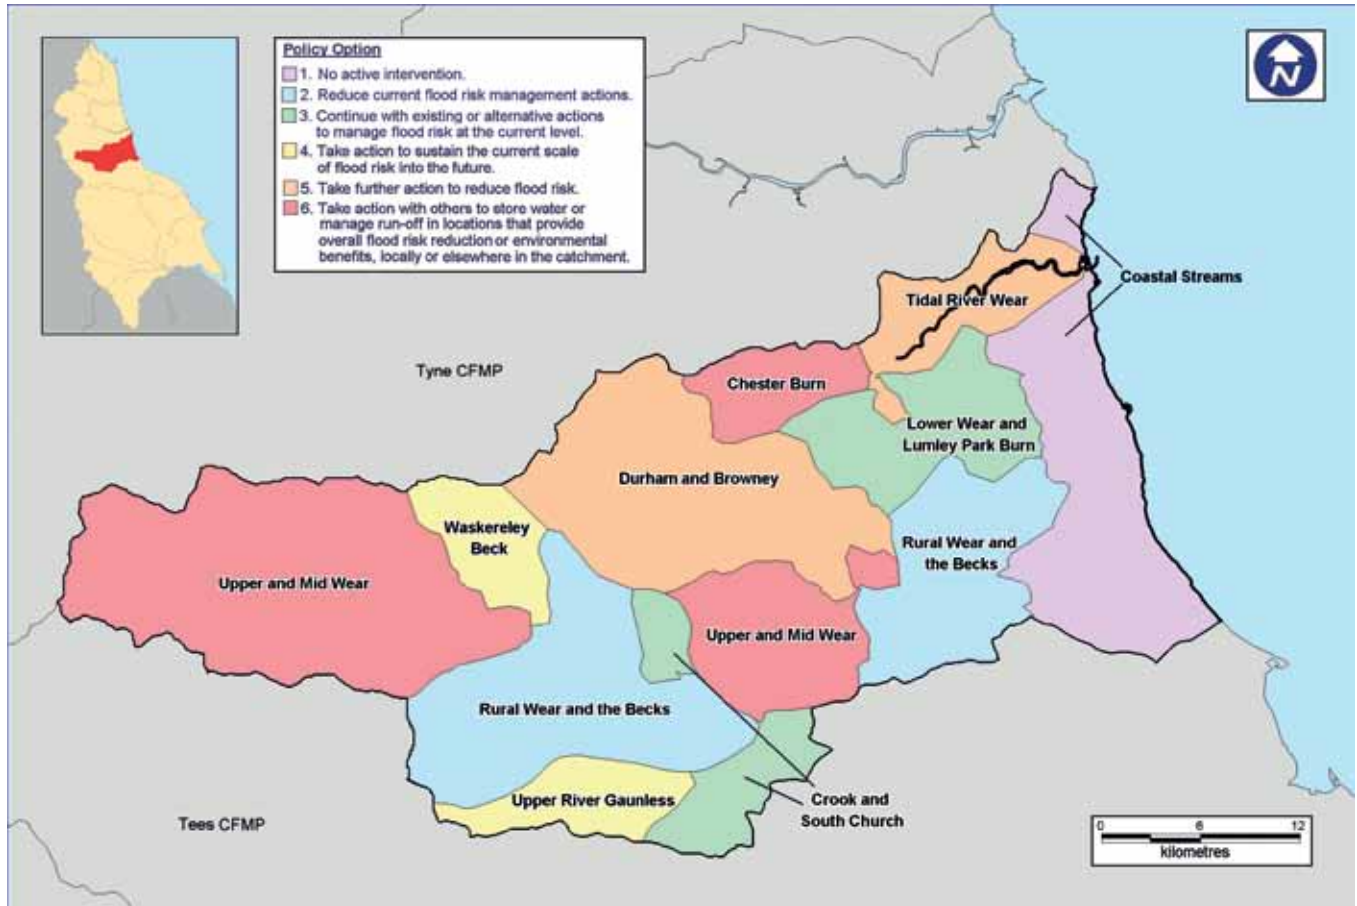 Policy Option
1. No active intervention.
2. Reduce current flood risk management actions.
3. Continue with existing or alternative actions
to manage flood risk at the current level.
4. Take action to sustain the current scale
of flood risk into the future.
5. Take further action to reduce flood risk.
6. Take action with others to store water or
manage run-off in locations that provide
overall flood risk reduction or environmental
benefits, locally or elsewhere in the catchment.
N
Coastal Streams
Tidal River Wear
Tyne CFMP
Chester Burn
Lower Wear and
Lumley Park Burn
Durham and Browney
Waskereley
Beck
Rural Wear and
the Becks
Upper and Mid Wear
Upper and Mid Wear
Rural Wear and the Becks
Upper River Gaunless
Crook and
South Church
Tees CFMP
0 6 12
kilometres